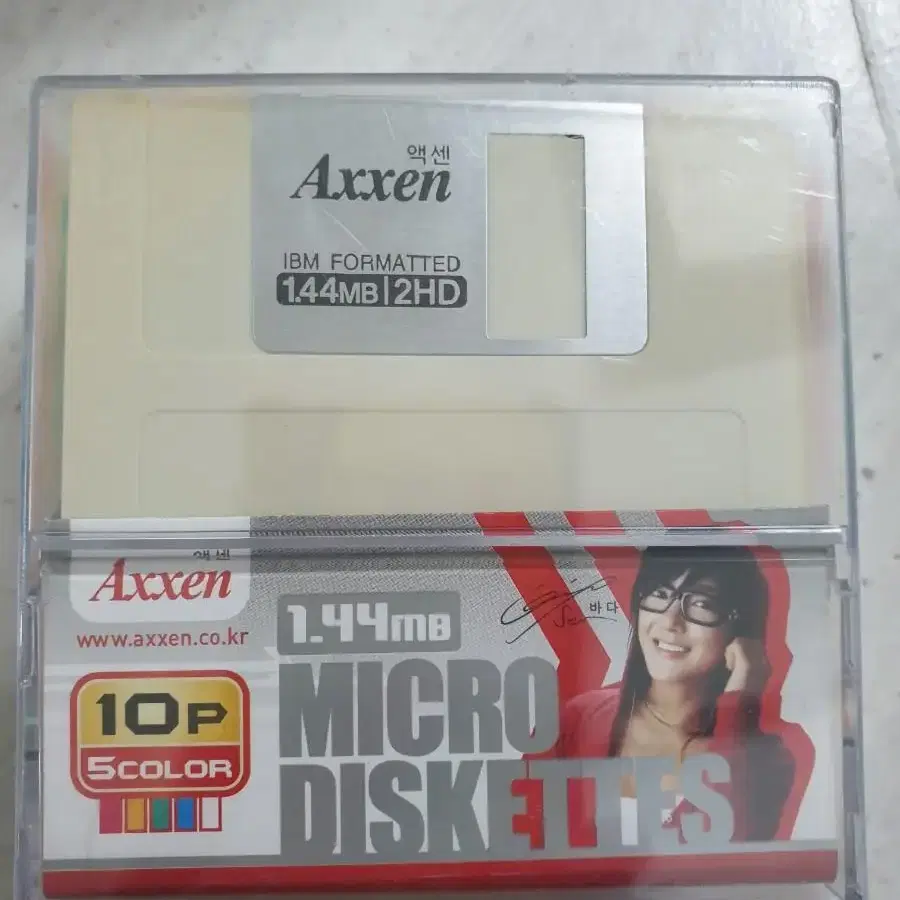 액센
Axxen
IBM FORMATTED
1.44MB|2HD
액센
Axxen
www.axxen.co.kr
1.44MB
바다
10P
5COLOR
MICRO
DISKETTES